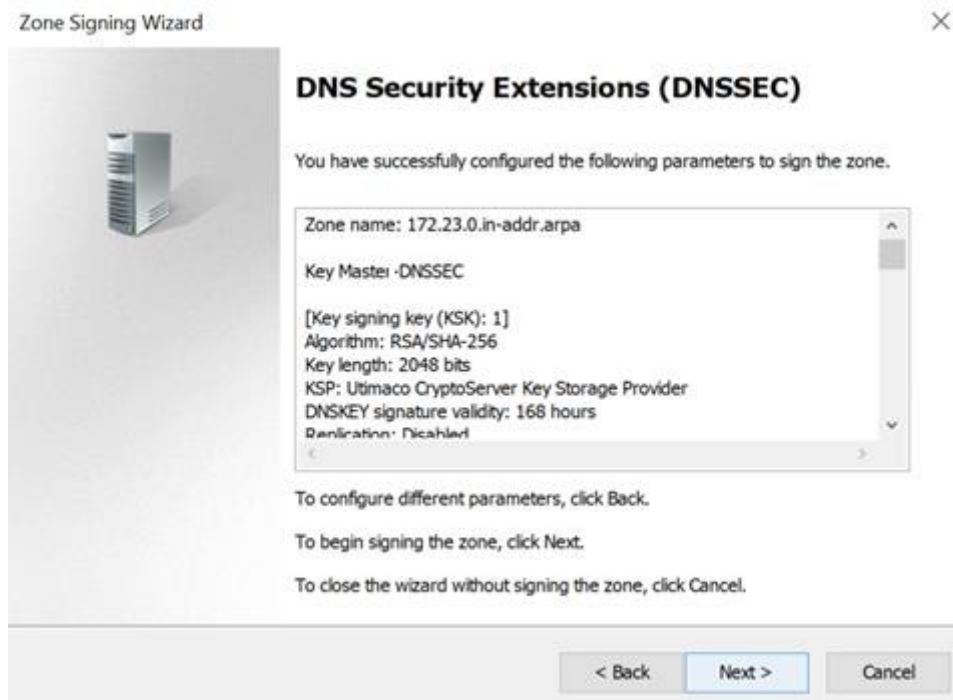 Zone Signing Wizard
DNS Security Extensions (DNSSEC)
You have successfully configured the following parameters to sign the zone.
Zone name: 172.23.0.in-addr.arpa
Key Master -DNSSEC
[Key signing key (KSK): 1]
Algorithm: RSA/SHA-256
Key length: 2048 bits
KSP: Utimaco CryptoServer Key Storage Provider
DNSKEY signature validity: 168 hours
Replication: Disabled
To configure different parameters, click Back.
To begin signing the zone, click Next.
To close the wizard without signing the zone, click Cancel.
< Back Next > Cancel